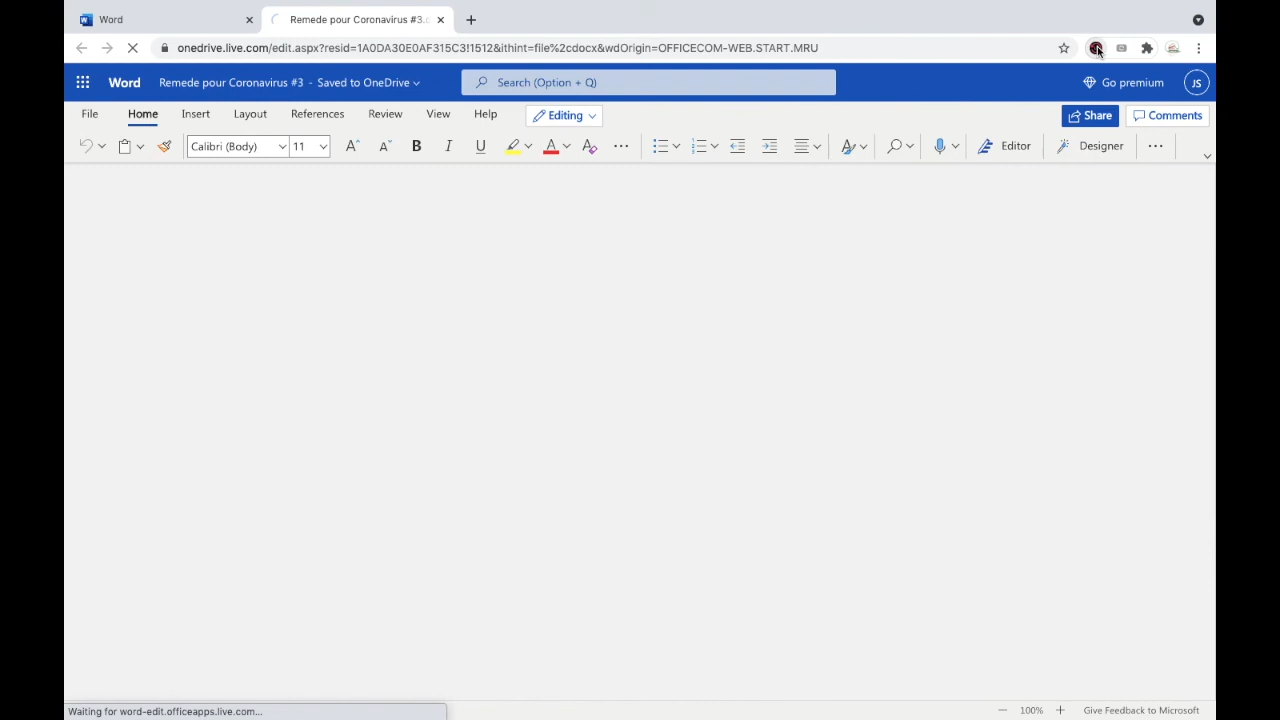 Word
Remede pour Coronavirus #3.d
onedrive.live.com/edit.aspx?resid=1A0DA30E0AF315C3!1512&ithint=file%2cdocx&wdOrigin=OFFICECOM-WEB.START.MRU
Word Remede pour Coronavirus #3 - Saved to OneDrive Search (Option + Q) Go premium JS
File Home Insert Layout References Review View Help Editing Share Comments
Calibri (Body) 11 A A B I U A A Editor Designer
Waiting for word-edit.officeapps.live.com... 100% Give Feedback to Microsoft